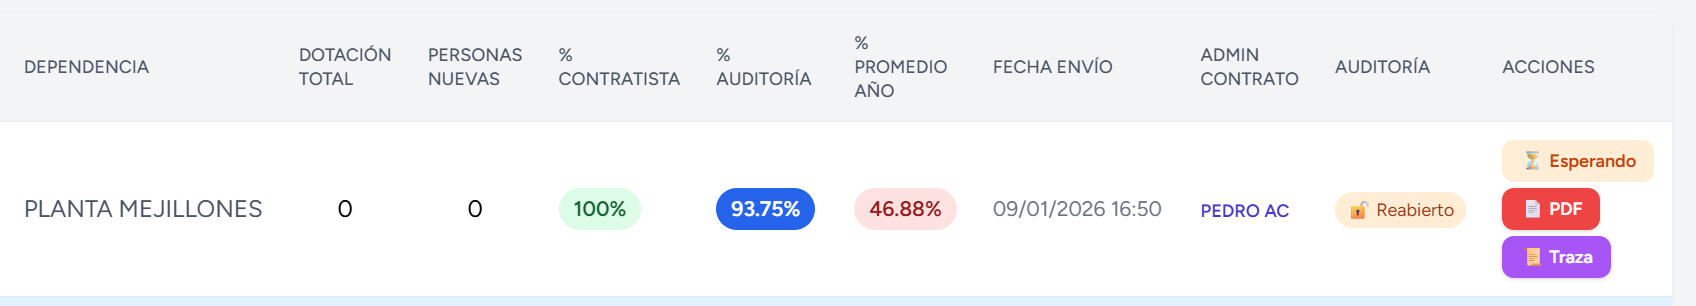 DEPENDENCIA
DOTACIÓN
TOTAL
PERSONAS
NUEVAS
%
CONTRATISTA
%
AUDITORÍA
%
PROMEDIO
AÑO
FECHA ENVÍO
ADMIN
CONTRATO
AUDITORÍA
ACCIONES
PLANTA MEJILLONES
0
0
100%
93.75%
46.88%
09/01/2026 16:50
PEDRO AC
Reabierto
Esperando
PDF
Traza